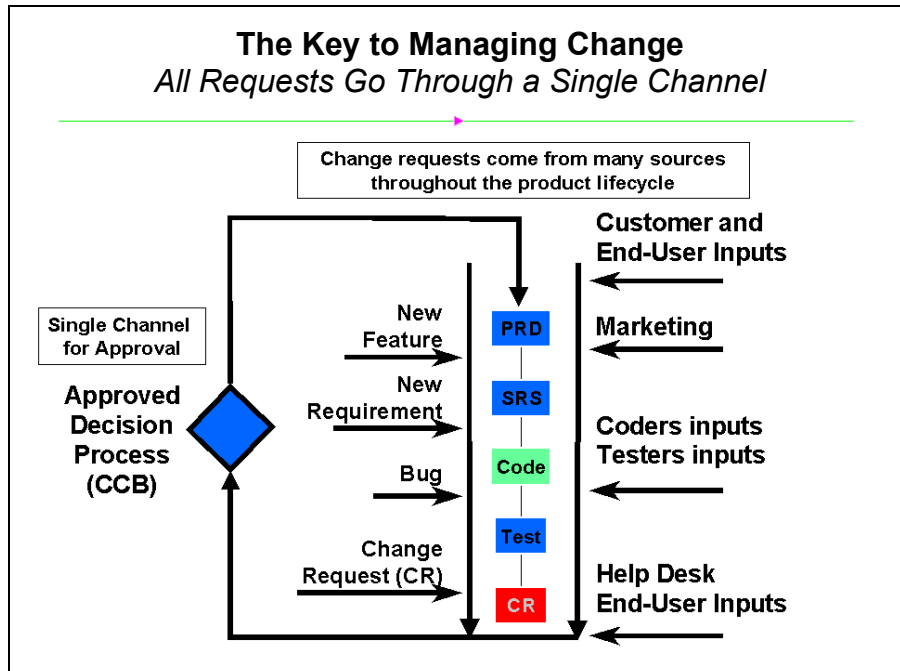 The Key to Managing Change
All Requests Go Through a Single Channel
Change requests come from many sources
throughout the product lifecycle
Customer and
End-User Inputs
Single Channel
for Approval
New
Feature
PRD
Marketing
Approved
Decision
Process
(CCB)
New
Requirement
SRS
Coders inputs
Testers inputs
Bug
Code
Test
Change
Request (CR)
CR
Help Desk
End-User Inputs